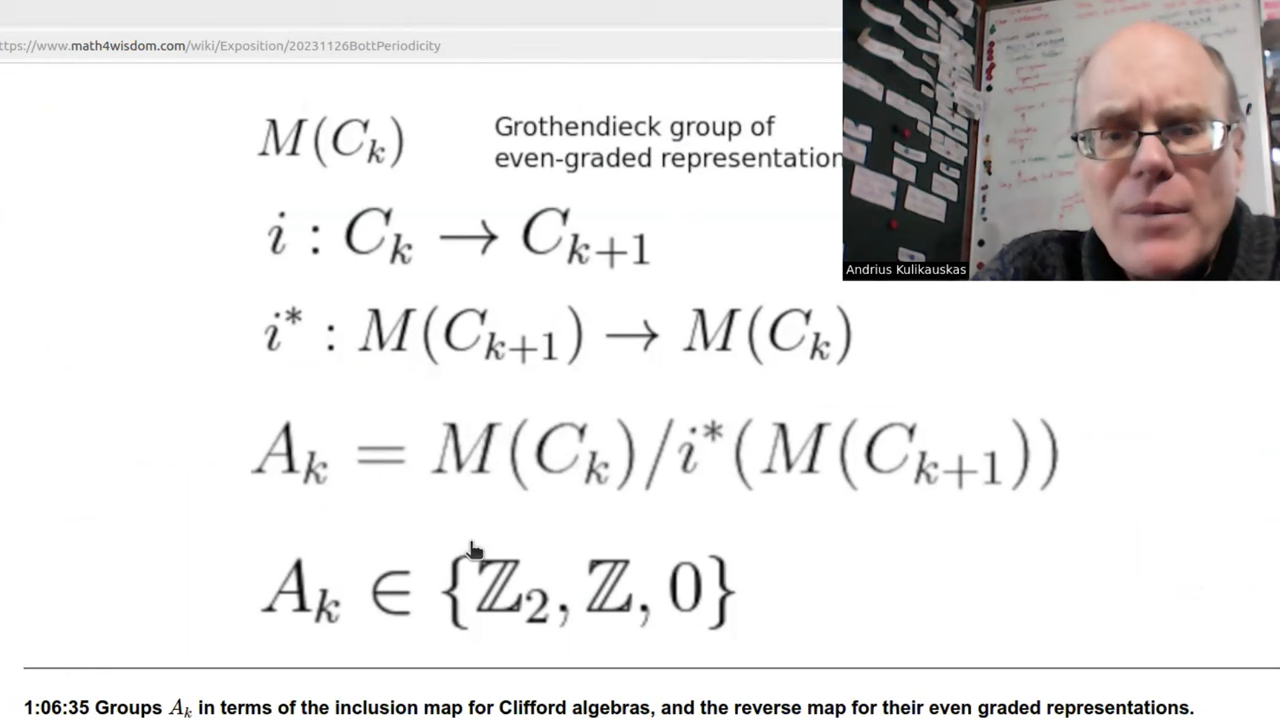 ttps://www.math4wisdom.com/wiki/Exposition/20231126BottPeriodicity
M(C_k) Grothendieck group of
even-graded representation
i : C_k → C_{k+1}
i* : M(C_{k+1}) → M(C_k)
A_k = M(C_k)/i*(M(C_{k+1}))
A_k ∈ {ℤ_2, ℤ, 0}
Andrius Kulikauskas
1:06:35 Groups A_k in terms of the inclusion map for Clifford algebras, and the reverse map for their even graded representations.